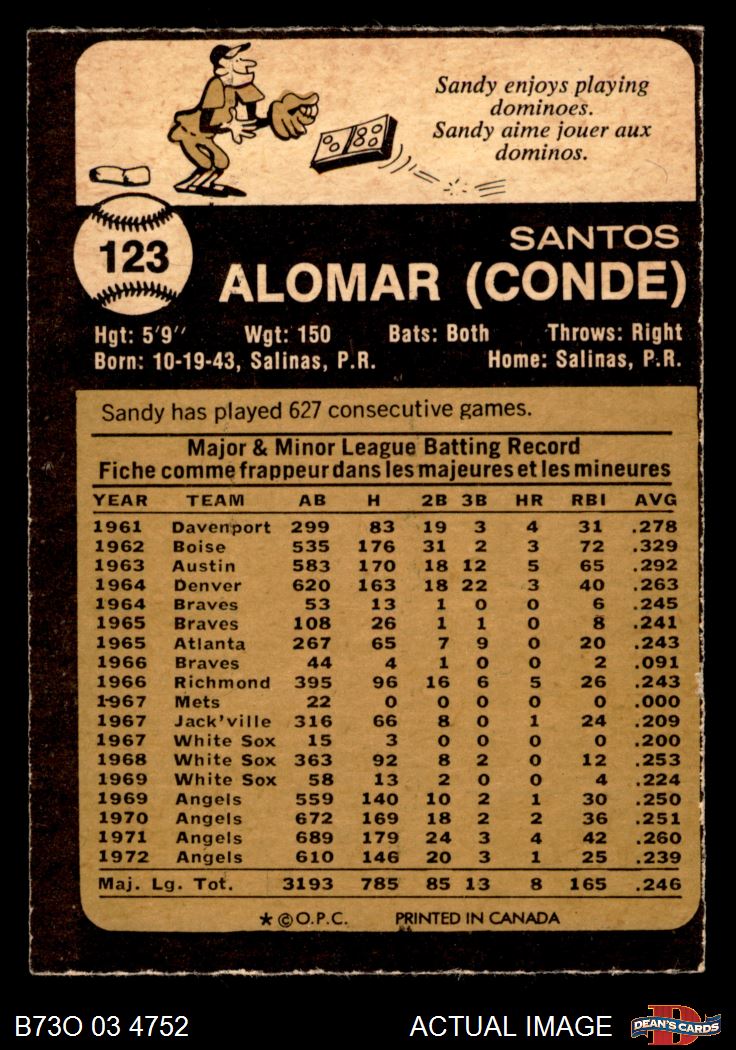 Sandy enjoys playing
dominoes.
Sandy aime jouer aux
dominos.
123
SANTOS
ALOMAR (CONDE)
Hgt: 5'9'' Wgt: 150 Bats: Both Throws: Right
Born: 10-19-43, Salinas, P.R. Home: Salinas, P.R.
Sandy has played 627 consecutive games.
Major & Minor League Batting Record
Fiche comme frappeur dans les majeures et les mineures
YEAR TEAM AB H 2B 3B HR RBI AVG
1961 Davenport 299 83 19 3 4 31 .278
1962 Boise 535 176 31 2 3 72 .329
1963 Austin 583 170 18 12 5 65 .292
1964 Denver 620 163 18 22 3 40 .263
1964 Braves 53 13 1 0 0 6 .245
1965 Braves 108 26 1 1 0 8 .241
1965 Atlanta 267 65 7 9 0 20 .243
1966 Braves 44 4 1 0 0 2 .091
1966 Richmond 395 96 16 6 5 26 .243
1967 Mets 22 0 0 0 0 0 .000
1967 Jack'ville 316 66 8 0 1 24 .209
1967 White Sox 15 3 0 0 0 0 .200
1968 White Sox 363 92 8 2 0 12 .253
1969 White Sox 58 13 2 0 0 4 .224
1969 Angels 559 140 10 2 1 30 .250
1970 Angels 672 169 18 2 2 36 .251
1971 Angels 689 179 24 3 4 42 .260
1972 Angels 610 146 20 3 1 25 .239
Maj. Lg. Tot. 3193 785 85 13 8 165 .246
★ © O.P.C. PRINTED IN CANADA
B73O 03 4752 ACTUAL IMAGE D DEAN'S CARDS